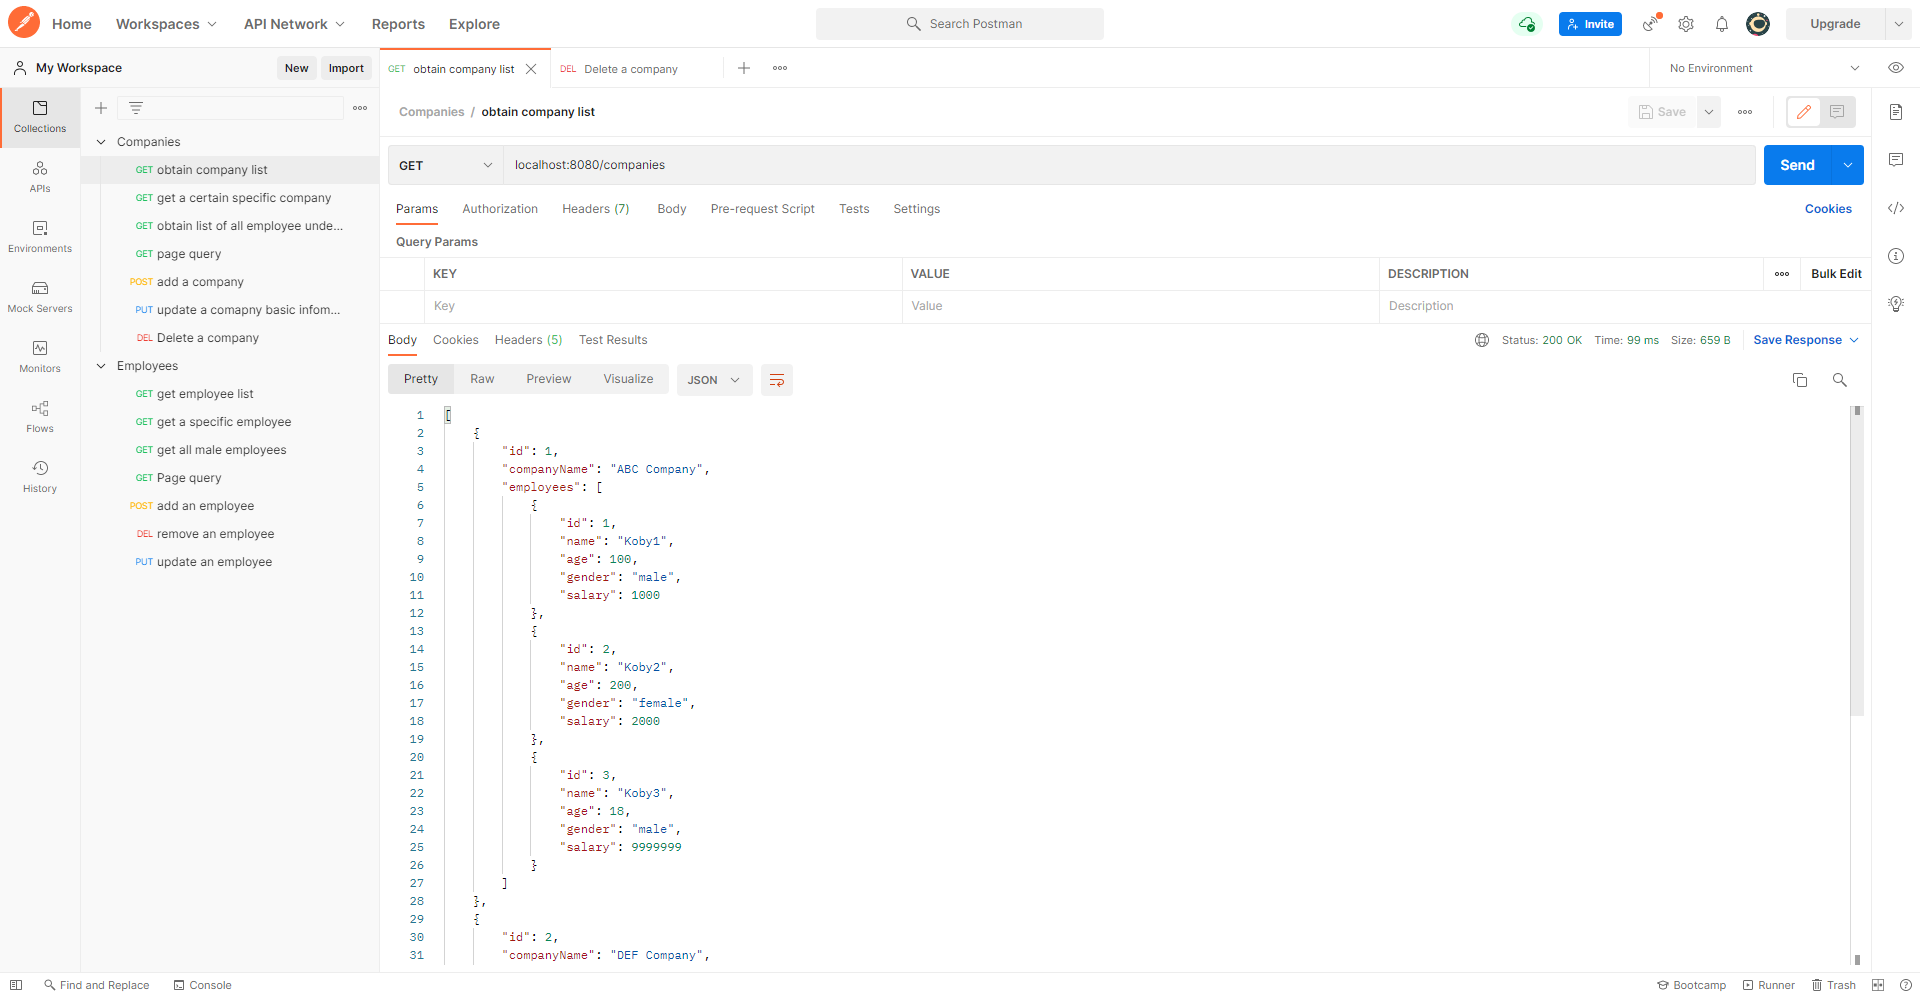 Home Workspaces API Network Reports Explore Search Postman Invite Upgrade
My Workspace New Import GET obtain company list DEL Delete a company No Environment
Collections
APIs
Environments
Mock Servers
Monitors
Flows
History
Companies
GET obtain company list
GET get a certain specific company
GET obtain list of all employee unde...
GET page query
POST add a company
PUT update a comapny basic infom...
DEL Delete a company
Employees
GET get employee list
GET get a specific employee
GET get all male employees
GET Page query
POST add an employee
DEL remove an employee
PUT update an employee
Companies / obtain company list Save
GET localhost:8080/companies Send
Params Authorization Headers (7) Body Pre-request Script Tests Settings Cookies
Query Params
KEY VALUE DESCRIPTION Bulk Edit
Key Value Description
Body Cookies Headers (5) Test Results Status: 200 OK Time: 99 ms Size: 659 B Save Response
Pretty Raw Preview Visualize JSON
1 [
2 {
3 "id": 1,
4 "companyName": "ABC Company",
5 "employees": [
6 {
7 "id": 1,
8 "name": "Koby1",
9 "age": 100,
10 "gender": "male",
11 "salary": 1000
12 },
13 {
14 "id": 2,
15 "name": "Koby2",
16 "age": 200,
17 "gender": "female",
18 "salary": 2000
19 },
20 {
21 "id": 3,
22 "name": "Koby3",
23 "age": 18,
24 "gender": "male",
25 "salary": 9999999
26 }
27 ]
28 },
29 {
30 "id": 2,
31 "companyName": "DEF Company",
Find and Replace Console Bootcamp Runner Trash